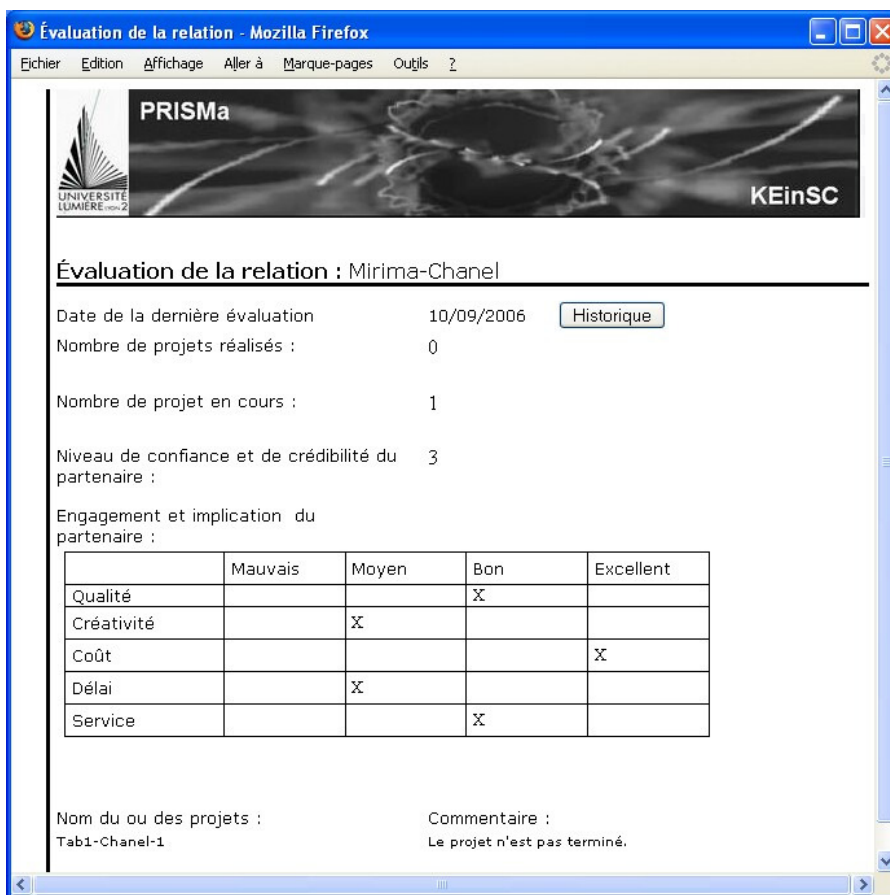 Évaluation de la relation - Mozilla Firefox
Fichier Edition Affichage Aller à Marque-pages Outils ?
PRISMa
UNIVERSITÉ
LUMIÈRE LYON 2
KEinSC
Évaluation de la relation : Mirima-Chanel
Date de la dernière évaluation 10/09/2006 Historique
Nombre de projets réalisés : 0
Nombre de projet en cours : 1
Niveau de confiance et de crédibilité du 3
partenaire :
Engagement et implication du
partenaire :
Mauvais Moyen Bon Excellent
Qualité X
Créativité X
Coût X
Délai X
Service X
Nom du ou des projets : Commentaire :
Tab1-Chanel-1 Le projet n'est pas terminé.